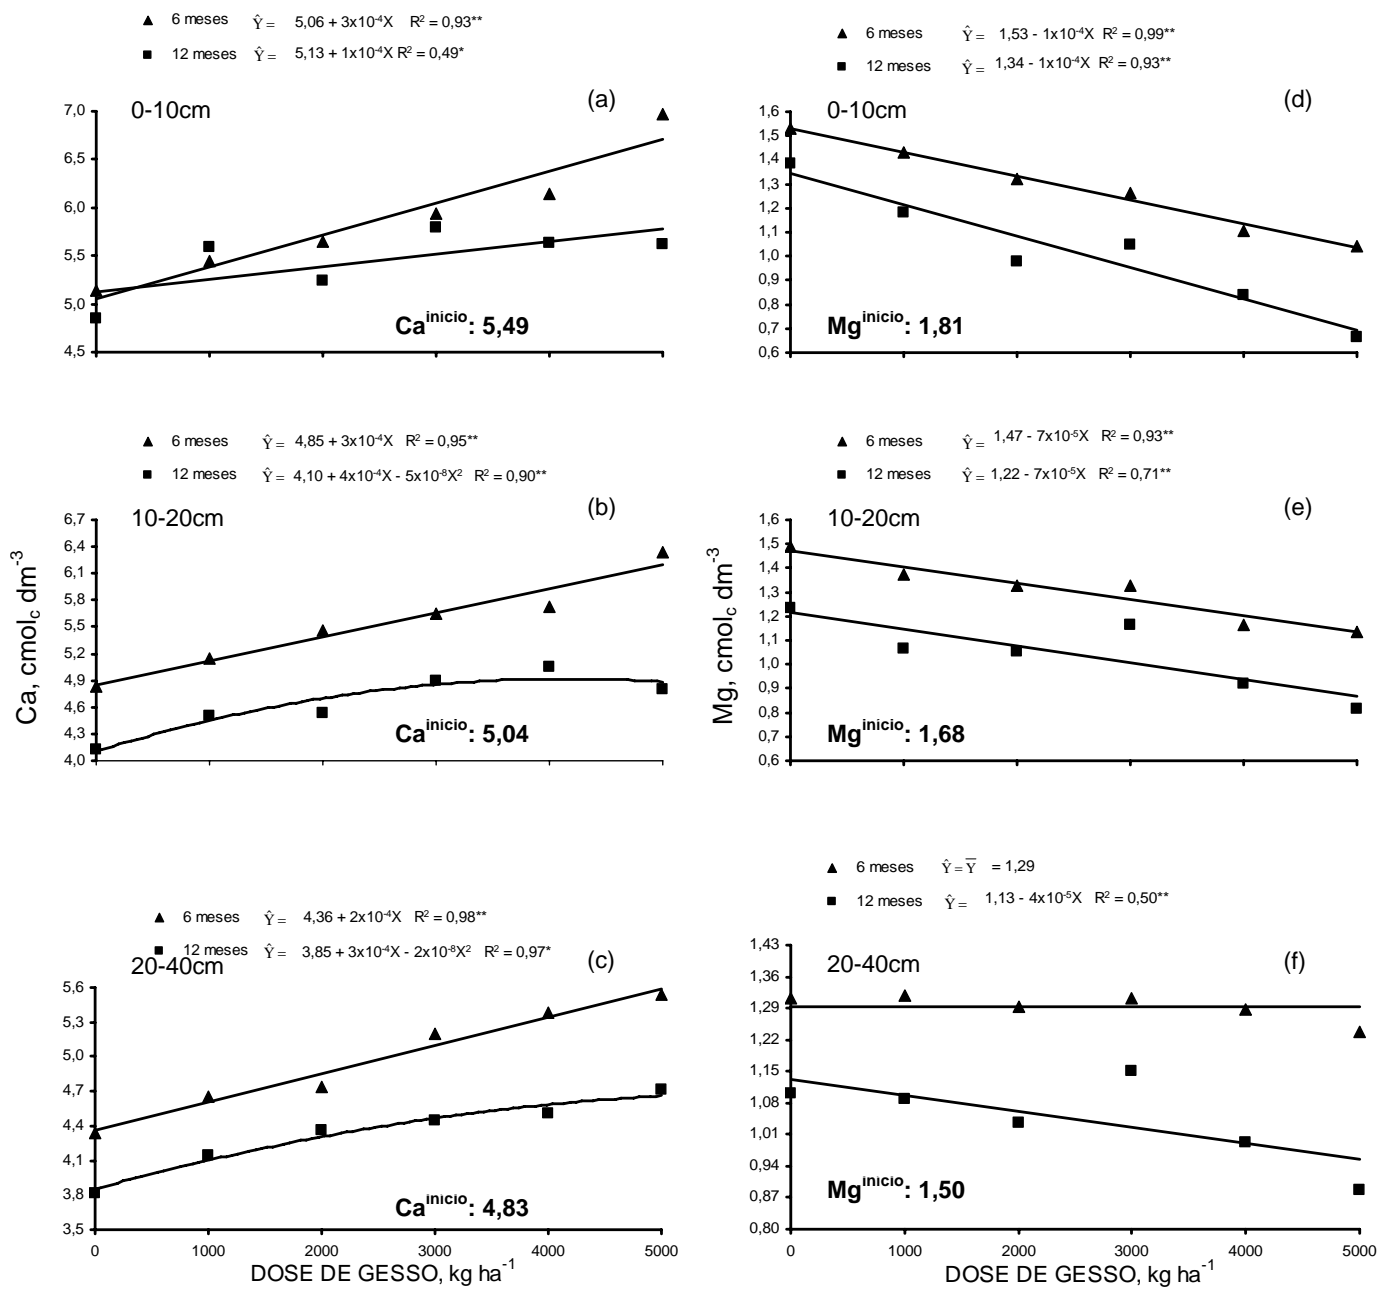 6 meses Ŷ = 5,06 + 3x10⁻⁴X R² = 0,93**
12 meses Ŷ = 5,13 + 1x10⁻⁴X R² = 0,49*
0-10cm
(a)
7,0
6,5
6,0
5,5
5,0
4,5
Caⁱⁿⁱᶜⁱᵒ: 5,49
6 meses Ŷ = 1,53 - 1x10⁻⁴X R² = 0,99**
12 meses Ŷ = 1,34 - 1x10⁻⁴X R² = 0,93**
0-10cm
(d)
1,6
1,5
1,4
1,3
1,2
1,1
1,0
0,9
0,8
0,7
0,6
Mgⁱⁿⁱᶜⁱᵒ: 1,81
6 meses Ŷ = 4,85 + 3x10⁻⁴X R² = 0,95**
12 meses Ŷ = 4,10 + 4x10⁻⁴X - 5x10⁻⁸X² R² = 0,90**
10-20cm
(b)
6,7
6,4
6,1
5,8
5,5
5,2
4,9
4,6
4,3
4,0
Ca, cmol꜀ dm⁻³
Caⁱⁿⁱᶜⁱᵒ: 5,04
6 meses Ŷ = 1,47 - 7x10⁻⁵X R² = 0,93**
12 meses Ŷ = 1,22 - 7x10⁻⁵X R² = 0,71**
10-20cm
(e)
1,6
1,5
1,4
1,3
1,2
1,1
1,0
0,9
0,8
0,7
0,6
Mg, cmol꜀ dm⁻³
Mgⁱⁿⁱᶜⁱᵒ: 1,68
6 meses Ŷ = 4,36 + 2x10⁻⁴X R² = 0,98**
12 meses Ŷ = 3,85 + 3x10⁻⁴X - 2x10⁻⁸X² R² = 0,97*
20-40cm
(c)
5,6
5,3
5,0
4,7
4,4
4,1
3,8
3,5
Caⁱⁿⁱᶜⁱᵒ: 4,83
0 1000 2000 3000 4000 5000
DOSE DE GESSO, kg ha⁻¹
6 meses Ŷ = Y̅ = 1,29
12 meses Ŷ = 1,13 - 4x10⁻⁵X R² = 0,50**
20-40cm
(f)
1,43
1,36
1,29
1,22
1,15
1,08
1,01
0,94
0,87
0,80
Mgⁱⁿⁱᶜⁱᵒ: 1,50
0 1000 2000 3000 4000 5000
DOSE DE GESSO, kg ha⁻¹